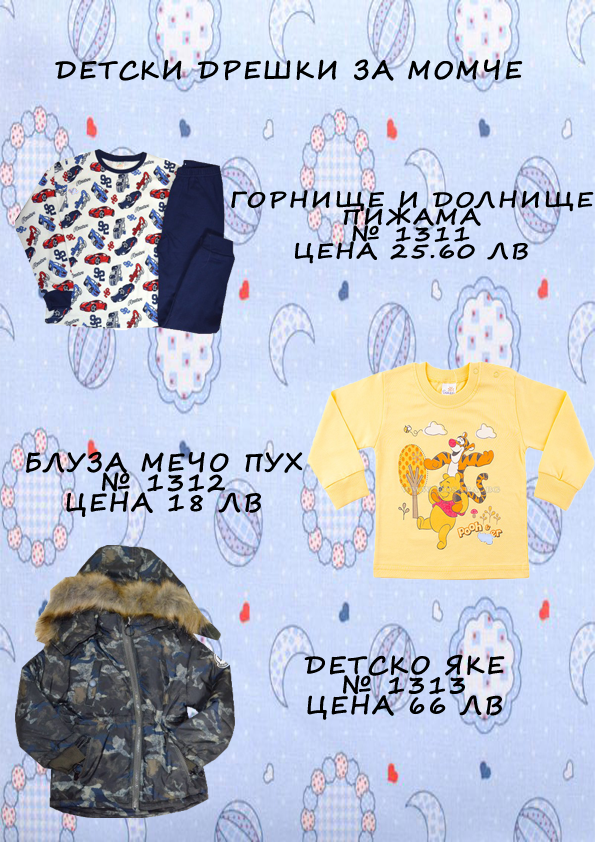 ДЕТСКИ ДРЕШКИ ЗА МОМЧЕ
ГОРНИЩЕ И ДОЛНИЩЕ
ПИЖАМА
№ 1311
ЦЕНА 25.60 ЛВ
БЛУЗА МЕЧО ПУХ
№ 1312
ЦЕНА 18 ЛВ
ДЕТСКО ЯКЕ
№ 1313
ЦЕНА 66 ЛВ